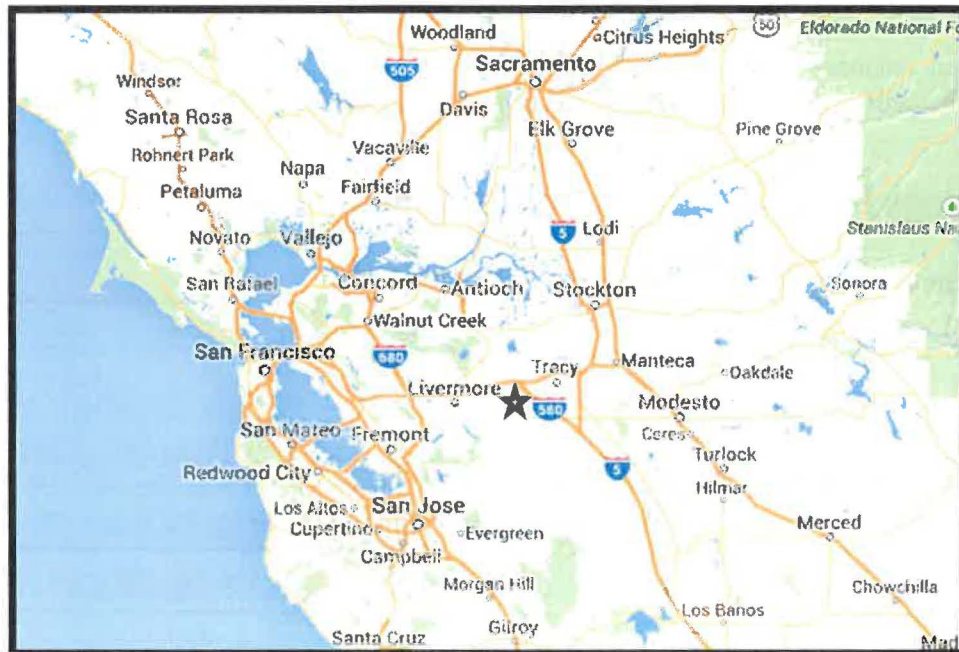 Woodland
50
Eldorado National Fo
Citrus Heights
505
Sacramento
Windsor
Davis
Santa Rosa
Elk Grove
Pine Grove
Vacaville
Rohnert Park
Napa
Petaluma
Fairfield
Novato
Vallejo
5
Lodi
Stanislaus Na
San Rafael
Concord
Antioch
Stockton
Sonora
Walnut Creek
San Francisco
680
Tracy
Manteca
Livermore
Oakdale
580
Modesto
San Mateo
Fremont
Ceres
Redwood City
5
Turlock
Hilmar
Los Altos
San Jose
Cupertino
Evergreen
Merced
Campbell
Morgan Hill
Chowchilla
Los Banos
Santa Cruz
Gilroy
Mad